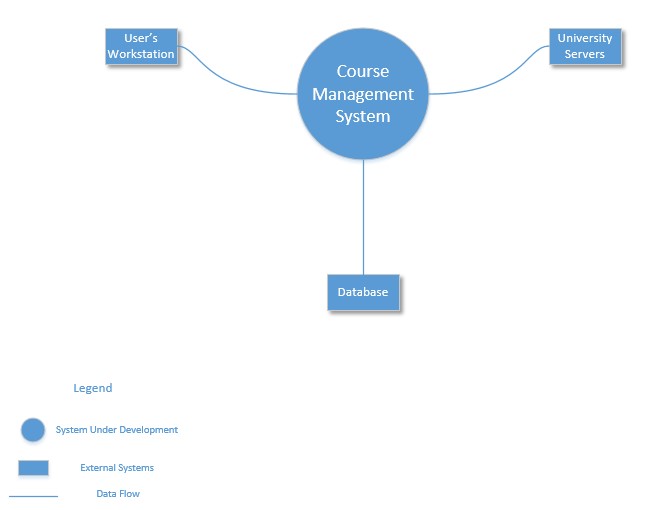 User's
Workstation
Course
Management
System
University
Servers
Database
Legend
System Under Development
External Systems
Data Flow